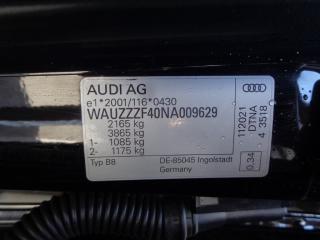 AUDI AG
e1*2001/116*0430
WAUZZZF40NA009629
2165 kg
3865 kg
1- 1085 kg
2- 1175 kg
Typ B8
DE-85045 Ingolstadt
Germany
112021
DTNA
4 3518
0.34